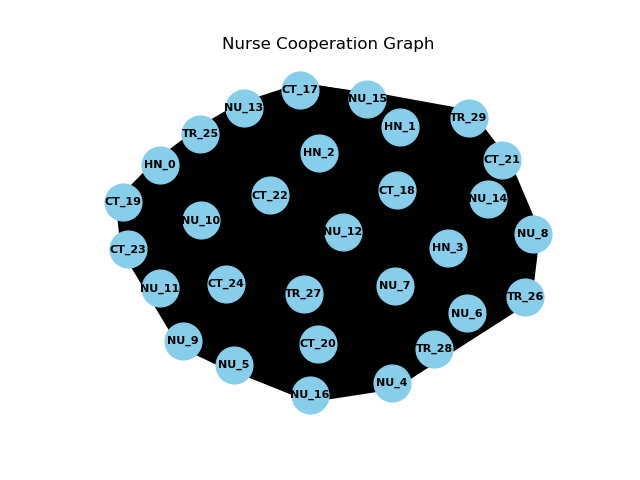 Nurse Cooperation Graph
CT_17
NU_15
NU_13
TR_29
HN_1
TR_25
HN_2
CT_21
HN_0
CT_18
CT_22
NU_14
CT_19
NU_10
NU_12
NU_8
HN_3
CT_23
CT_24
NU_7
NU_11
TR_27
TR_26
NU_6
NU_9
CT_20
TR_28
NU_5
NU_4
NU_16